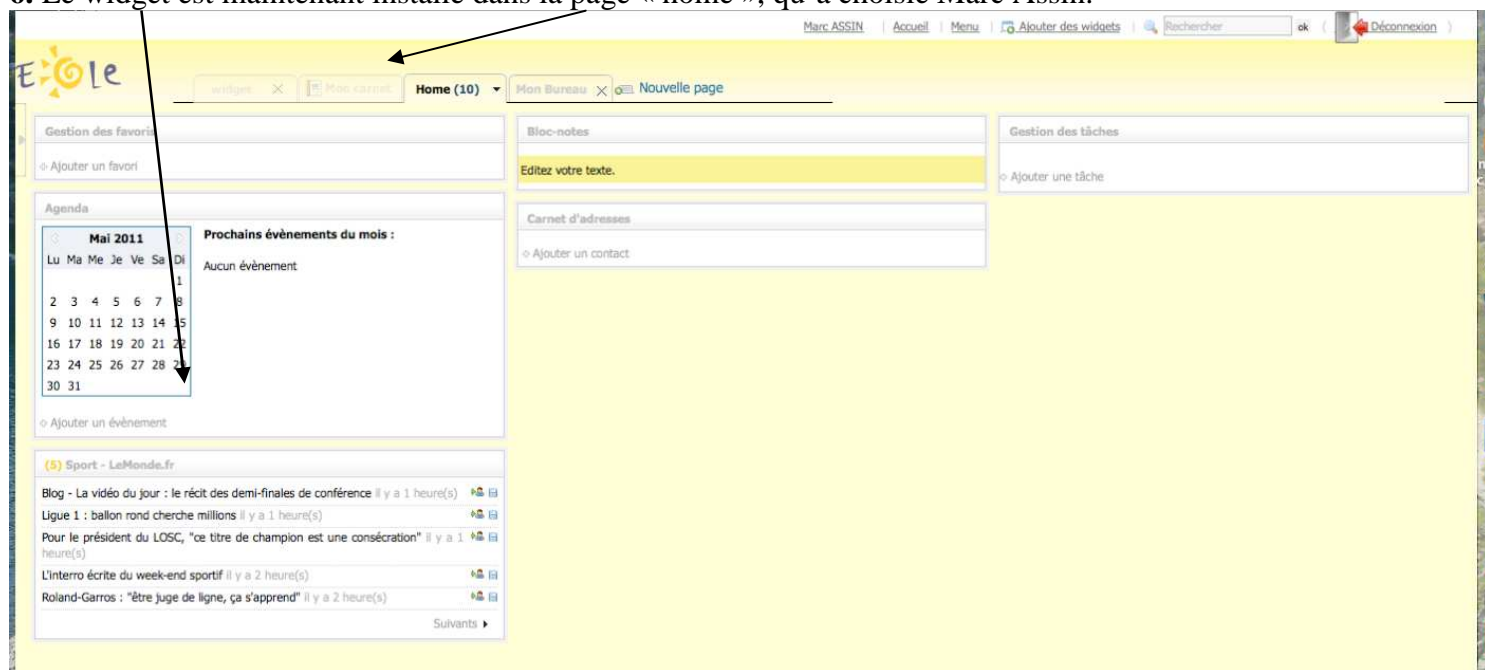 6. Le widget est maintenant installé dans la page « home », qu'a choisie Marc Assin.
Marc ASSIN | Accueil | Menu | Ajouter des widgets | Rechercher ok ( Déconnexion )
Eole
widget Mon carnet Home (10) Mon Bureau Nouvelle page
Gestion des favoris
Ajouter un favori
Agenda
Mai 2011
Lu Ma Me Je Ve Sa Di
1
2 3 4 5 6 7 8
9 10 11 12 13 14 15
16 17 18 19 20 21 22
23 24 25 26 27 28 29
30 31
Prochains évènements du mois :
Aucun évènement
Ajouter un évènement
(5) Sport - LeMonde.fr
Blog - La vidéo du jour : le récit des demi-finales de conférence il y a 1 heure(s)
Ligue 1 : ballon rond cherche millions il y a 1 heure(s)
Pour le président du LOSC, "ce titre de champion est une consécration" il y a 1
heure(s)
L'interro écrite du week-end sportif il y a 2 heure(s)
Roland-Garros : "être juge de ligne, ça s'apprend" il y a 2 heure(s)
Suivants
Bloc-notes
Editez votre texte.
Carnet d'adresses
Ajouter un contact
Gestion des tâches
Ajouter une tâche